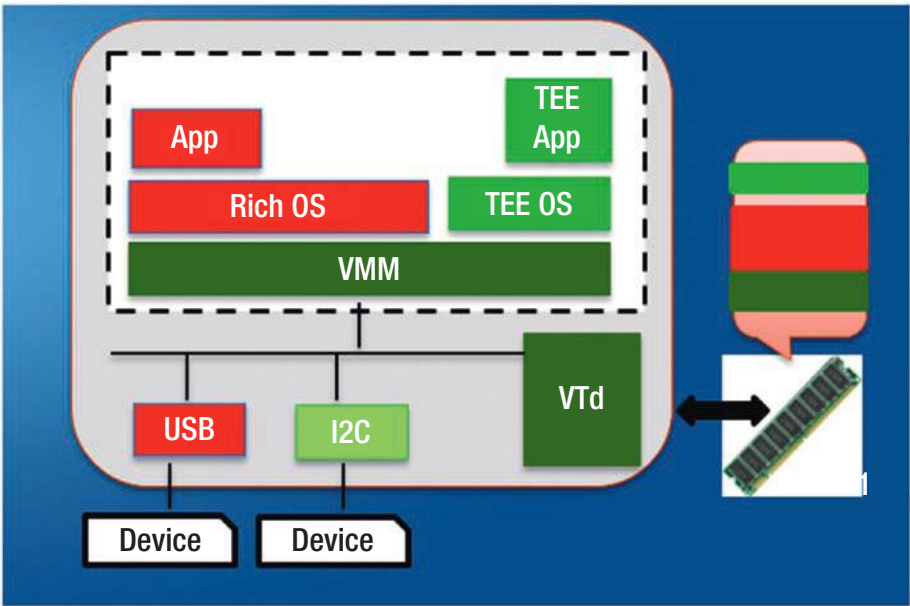 App
TEE
App
Rich OS
TEE OS
VMM
VTd
USB
I2C
Device
Device
1